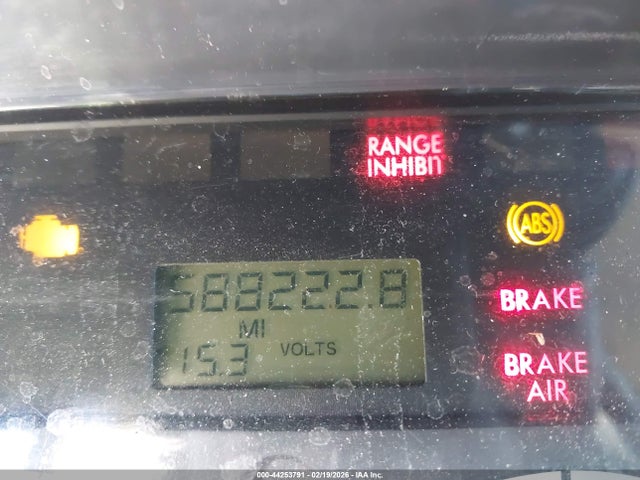 RANGE
INHIBIT
ABS
588222.8
BRAKE
MI
15.3 VOLTS
BRAKE
AIR
000-44253791 - 02/19/2026 - IAA Inc.